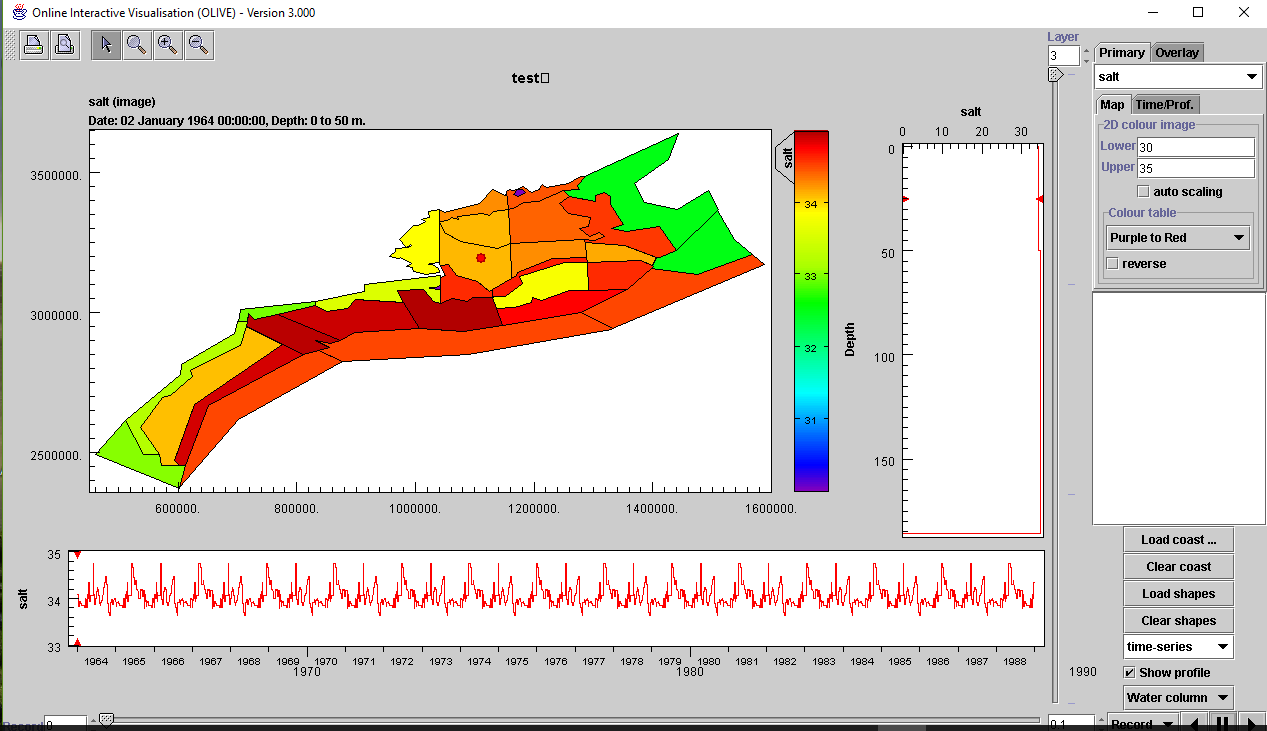 Online Interactive Visualisation (OLIVE) - Version 3.000
Layer
3
Primary Overlay
salt
test
salt (image)
Date: 02 January 1964 00:00:00, Depth: 0 to 50 m.
3500000.
3000000.
2500000.
600000. 800000. 1000000. 1200000. 1400000. 1600000.
salt
34
33
32
31
salt
0 10 20 30
Depth
0
50
100
150
Map Time/Prof.
2D colour image
Lower 30
Upper 35
auto scaling
Colour table
Purple to Red
reverse
salt
35
34
33
1964 1965 1966 1967 1968 1969 1970 1971 1972 1973 1974 1975 1976 1977 1978 1979 1980 1981 1982 1983 1984 1985 1986 1987 1988
1970 1980 1990
Load coast ...
Clear coast
Load shapes
Clear shapes
time-series
Show profile
Water column
Record 0
0.1
Record